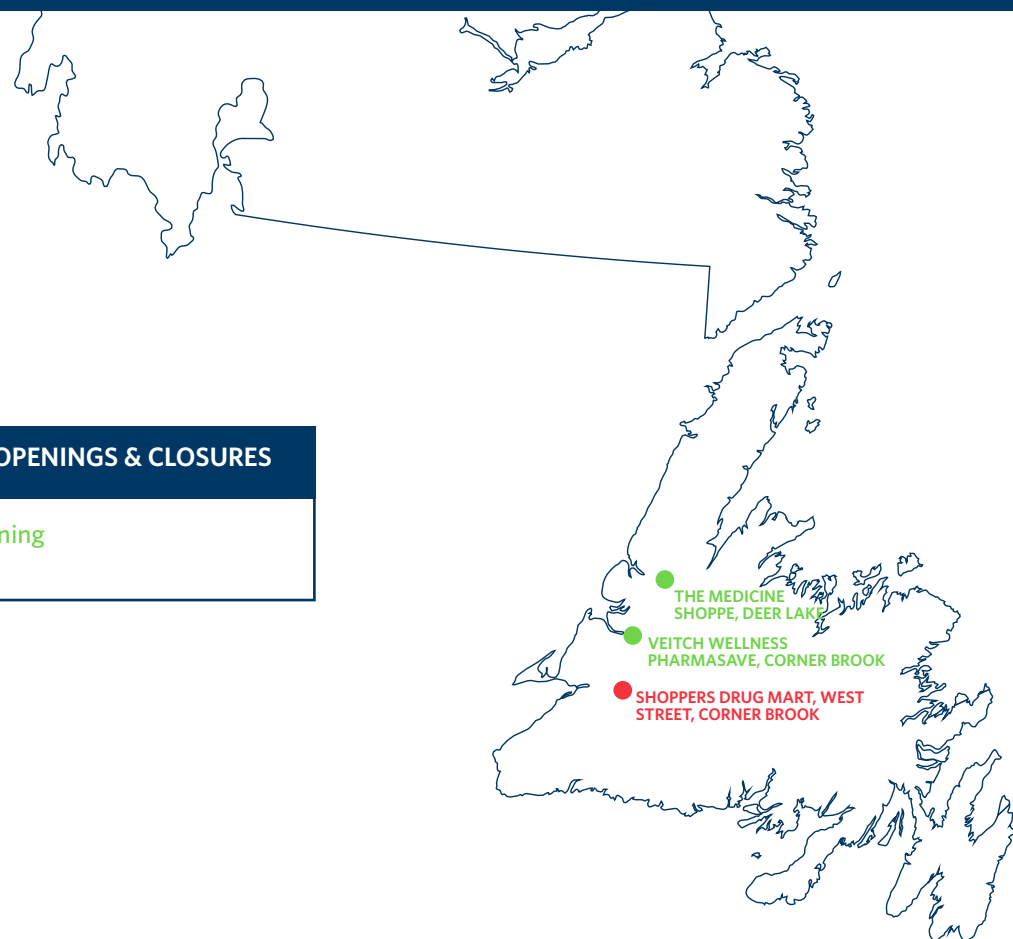 OPENINGS & CLOSURES
ning
THE MEDICINE
SHOPPE, DEER LAKE
VEITCH WELLNESS
PHARMASAVE, CORNER BROOK
SHOPPERS DRUG MART, WEST
STREET, CORNER BROOK